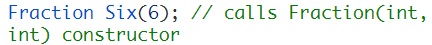 Fraction Six(6); // calls Fraction(int,
int) constructor